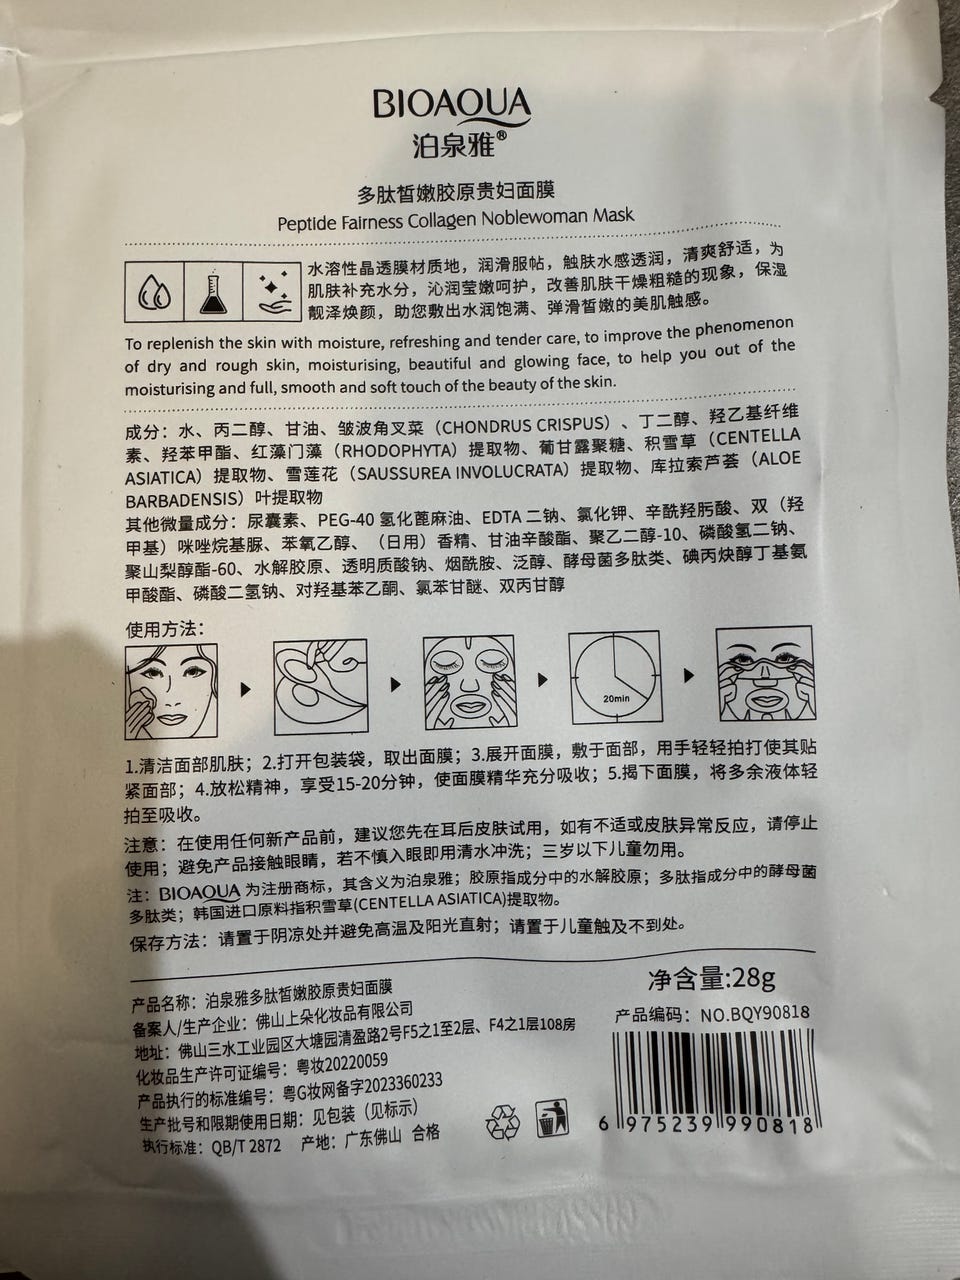 BIOAQUA
泊泉雅®
多肽皙嫩胶原贵妇面膜
Peptide Fairness Collagen Noblewoman Mask
水溶性晶透膜材质地，润滑服帖，触肤水感透润，清爽舒适，为
肌肤补充水分，沁润莹嫩呵护，改善肌肤干燥粗糙的现象，保湿
靓泽焕颜，助您敷出水润饱满、弹滑皙嫩的美肌触感。
To replenish the skin with moisture, refreshing and tender care, to improve the phenomenon
of dry and rough skin, moisturising, beautiful and glowing face, to help you out of the
moisturising and full, smooth and soft touch of the beauty of the skin.
成分：水、丙二醇、甘油、皱波角叉菜（CHONDRUS CRISPUS）、丁二醇、羟乙基纤维
素、羟苯甲酯、红藻门藻（RHODOPHYTA）提取物、葡甘露聚糖、积雪草（CENTELLA
ASIATICA）提取物、雪莲花（SAUSSUREA INVOLUCRATA）提取物、库拉索芦荟（ALOE
BARBADENSIS）叶提取物
其他微量成分：尿囊素、PEG-40 氢化蓖麻油、EDTA 二钠、氯化钾、辛酰羟肟酸、双（羟
甲基）咪唑烷基脲、苯氧乙醇、（日用）香精、甘油辛酸酯、聚乙二醇-10、磷酸氢二钠、
聚山梨醇酯-60、水解胶原、透明质酸钠、烟酰胺、泛醇、酵母菌多肽类、碘丙炔醇丁基氨
甲酸酯、磷酸二氢钠、对羟基苯乙酮、氯苯甘醚、双丙甘醇
使用方法：
20min
1.清洁面部肌肤；2.打开包装袋，取出面膜；3.展开面膜，敷于面部，用手轻轻拍打使其贴
紧面部；4.放松精神，享受15-20分钟，使面膜精华充分吸收；5.揭下面膜，将多余液体轻
拍至吸收。
注意：在使用任何新产品前，建议您先在耳后皮肤试用，如有不适或皮肤异常反应，请停止
使用；避免产品接触眼睛，若不慎入眼即用清水冲洗；三岁以下儿童勿用。
注：BIOAQUA 为注册商标，其含义为泊泉雅；胶原指成分中的水解胶原；多肽指成分中的酵母菌
多肽类；韩国进口原料指积雪草(CENTELLA ASIATICA)提取物。
保存方法：请置于阴凉处并避免高温及阳光直射；请置于儿童触及不到处。
产品名称：泊泉雅多肽皙嫩胶原贵妇面膜
备案人/生产企业：佛山上朵化妆品有限公司
地址：佛山三水工业园区大塘园清盈路2号F5之1至2层、F4之1层108房
化妆品生产许可证编号：粤妆20220059
产品执行的标准编号：粤G妆网备字2023360233
生产批号和限期使用日期：见包装（见标示）
执行标准：QB/T 2872 产地：广东佛山 合格
净含量:28g
产品编码：NO.BQY90818
6 975239 990818